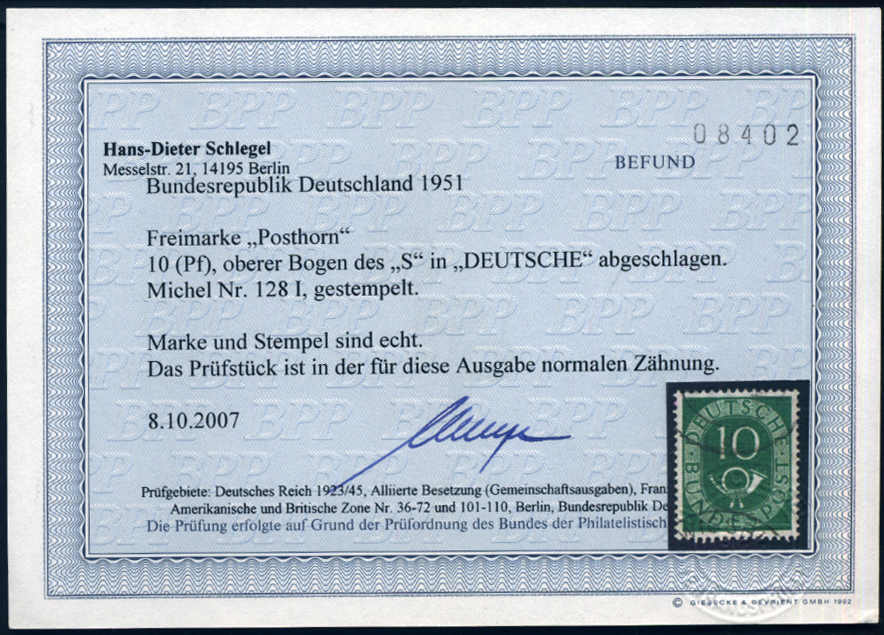 08402
Hans-Dieter Schlegel
BEFUND
Messelstr. 21, 14195 Berlin
Bundesrepublik Deutschland 1951
Freimarke „Posthorn“
10 (Pf), oberer Bogen des „S“ in „DEUTSCHE“ abgeschlagen.
Michel Nr. 128 I, gestempelt.
Marke und Stempel sind echt.
Das Prüfstück ist in der für diese Ausgabe normalen Zähnung.
8.10.2007
DEUTSCHE
BUNDESPOST
10
Prüfgebiete: Deutsches Reich 1923/45, Alliierte Besetzung (Gemeinschaftsausgaben), Fran
Amerikanische und Britische Zone Nr. 36-72 und 101-110, Berlin, Bundesrepublik De
Die Prüfung erfolgte auf Grund der Prüfordnung des Bundes der Philatelistisch
© GIESECKE & DEVRIENT GMBH 1992